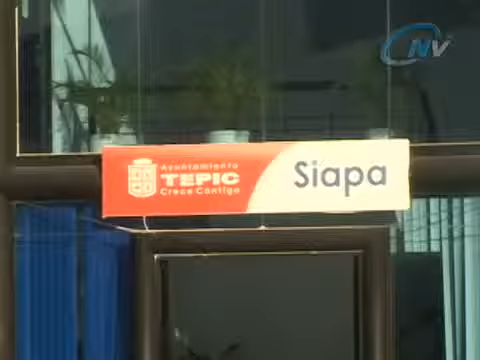 NV
Ayuntamiento
TEPIC
Crece Contigo
Siapa